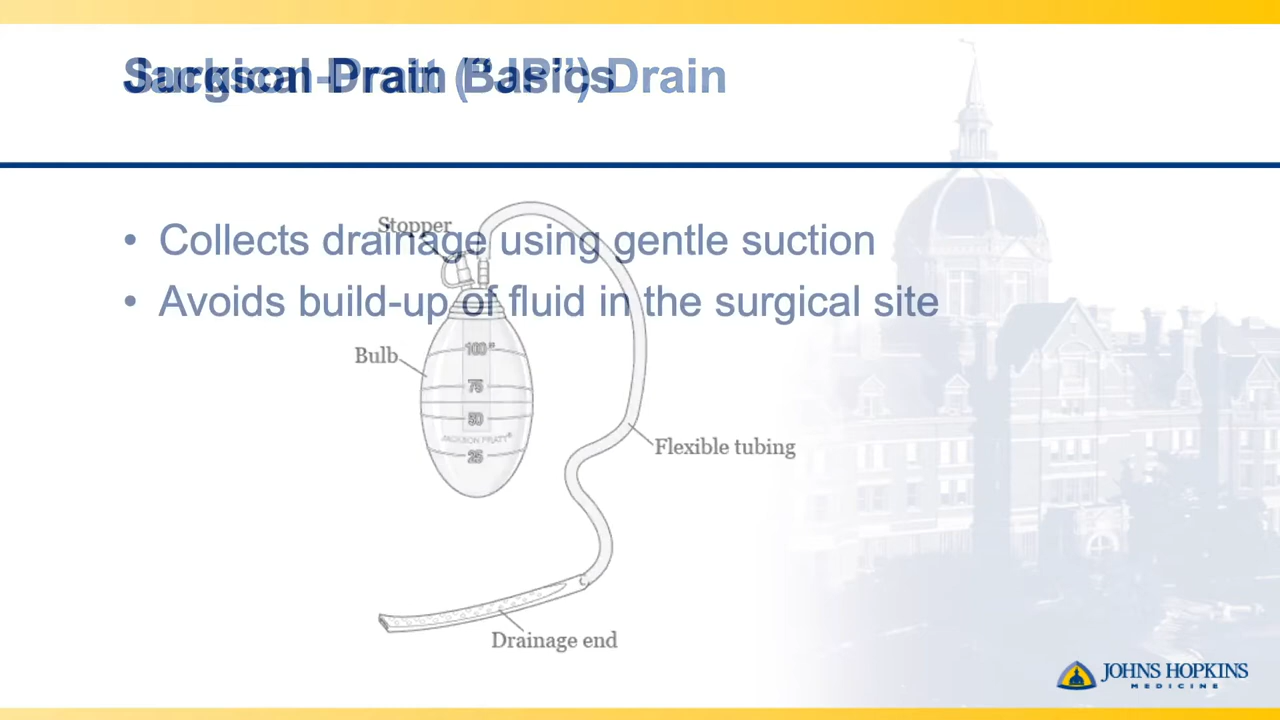 Surgical Drain Basics
Jackson-Pratt (“JP”) Drain
• Collects drainage using gentle suction
• Avoids build-up of fluid in the surgical site
Stopper
Bulb
100
75
50
JACKSON PRATT®
25
Flexible tubing
Drainage end
JOHNS HOPKINS
MEDICINE